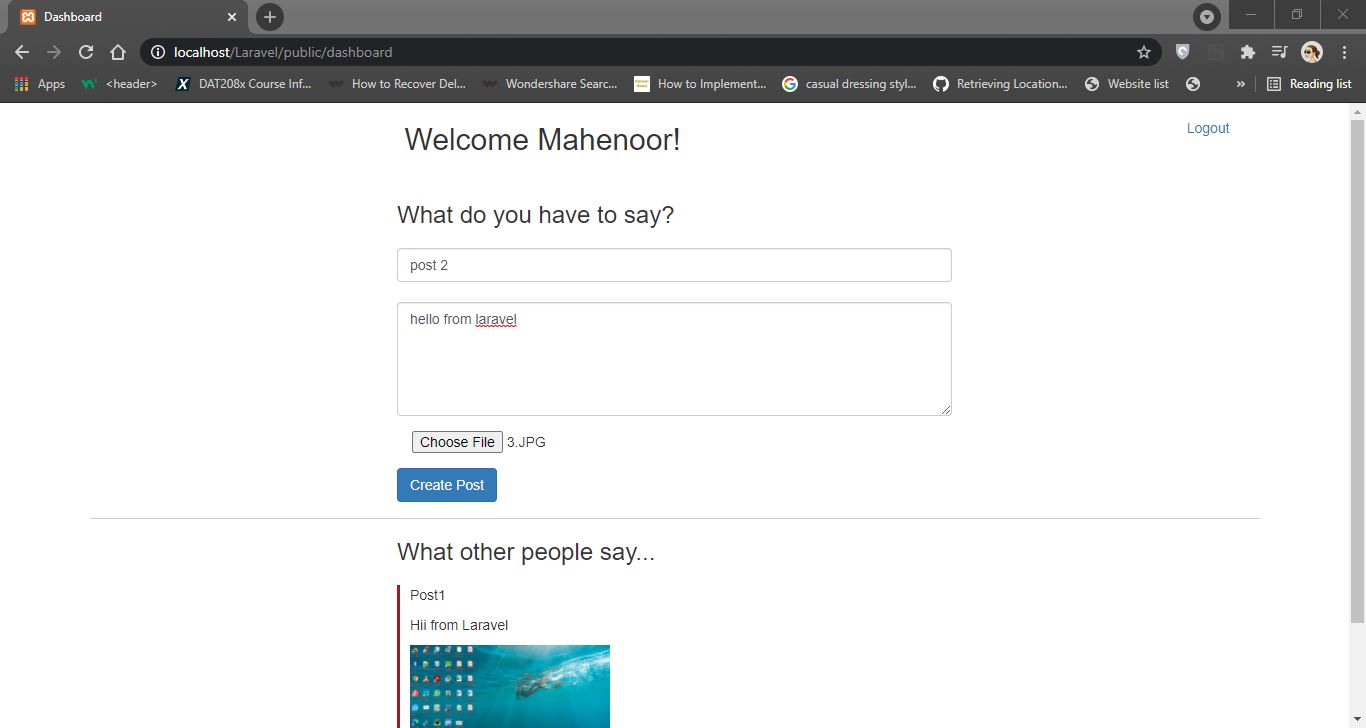 Dashboard
localhost/Laravel/public/dashboard
Apps <header> DAT208x Course Inf... How to Recover Del... Wondershare Searc... How to Implement... casual dressing styl... Retrieving Location... Website list » Reading list
Logout
Welcome Mahenoor!
What do you have to say?
post 2
hello from laravel
Choose File 3.JPG
Create Post
What other people say...
Post1
Hii from Laravel